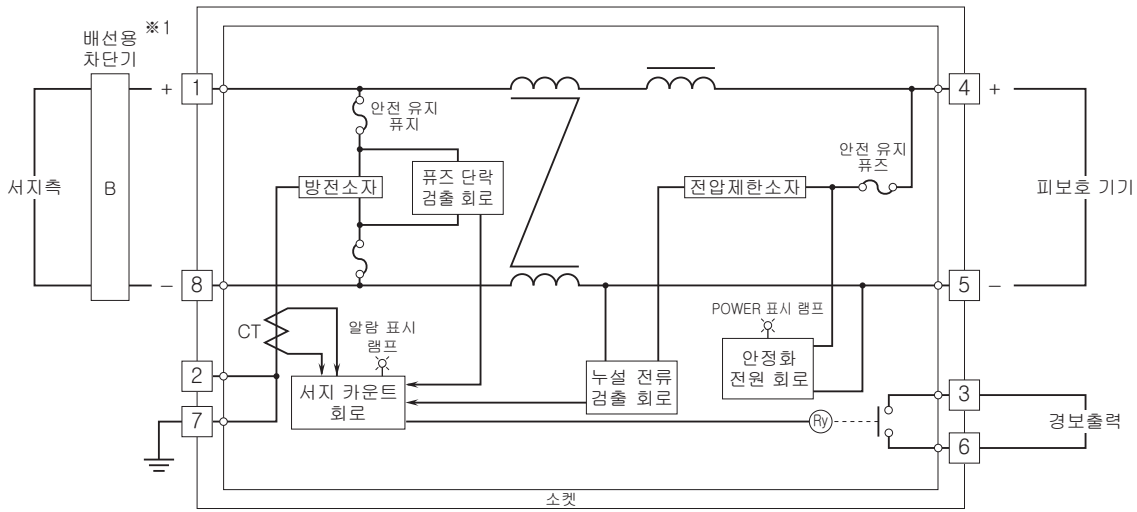 배선용 ※1
차단기
+
1
4
+
안전 유지
퓨지
안전 유지
퓨즈
서지측
B
방전소자
퓨즈 단락
검출 회로
전압제한소자
피보호 기기
−
8
5
−
POWER 표시 램프
CT
알람 표시
램프
안정화
전원 회로
2
서지 카운트
회로
누설 전류
검출 회로
3
7
Ry
경보출력
6
소켓